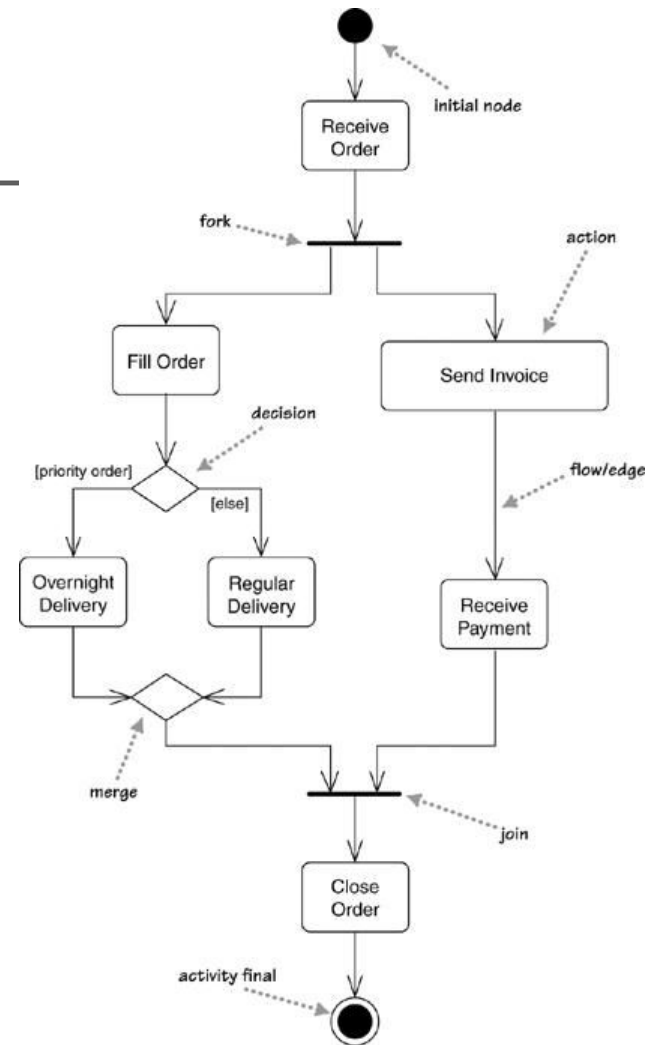 initial node
Receive
Order
fork
action
Fill Order
Send Invoice
decision
[priority order]
[else]
flow/edge
Overnight
Delivery
Regular
Delivery
Receive
Payment
merge
join
Close
Order
activity final